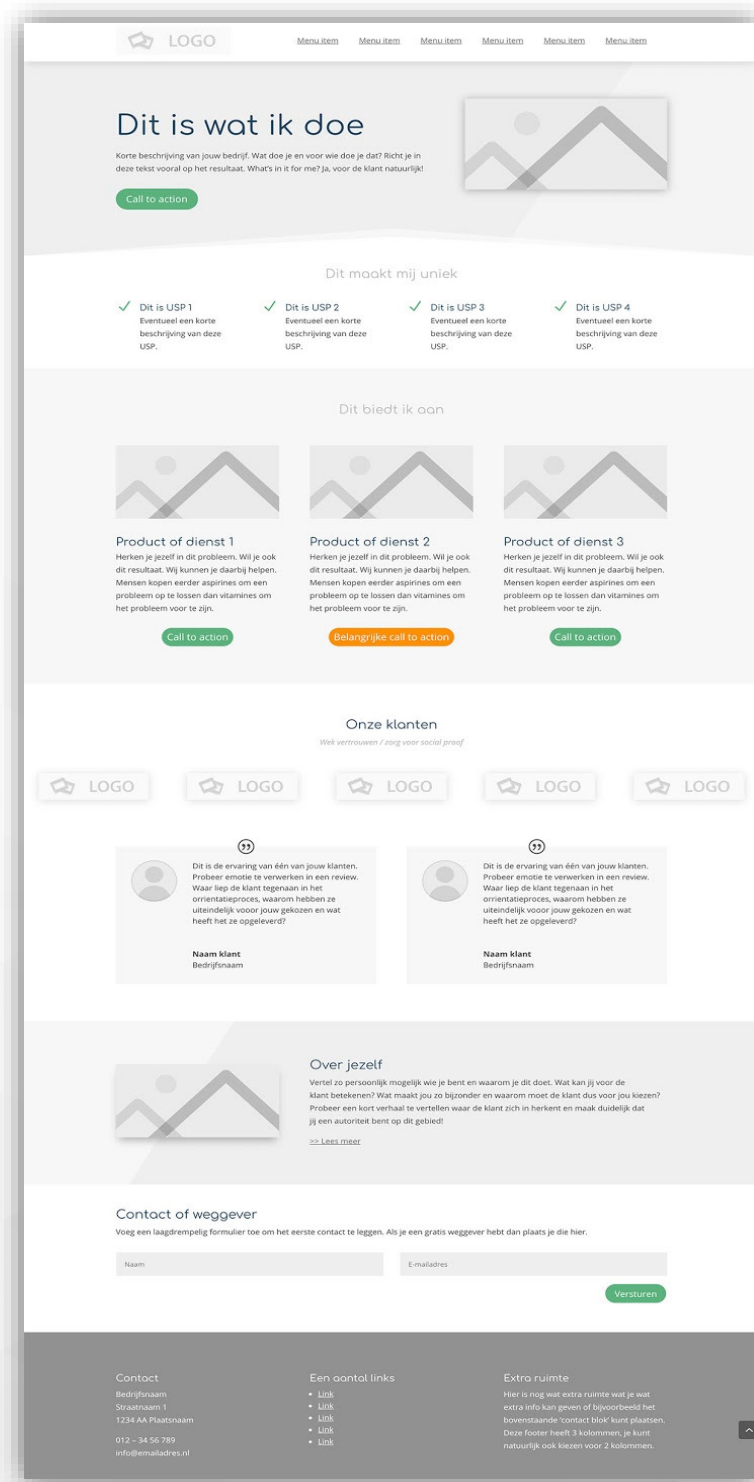 LOGO
Menu item Menu item Menu item Menu item Menu item Menu item
Dit is wat ik doe
Korte beschrijving van jouw bedrijf. Wat doe je en voor wie doe je dat? Richt je in
deze tekst vooral op het resultaat. What's in it for me? Ja, voor de klant natuurlijk!
Call to action
Dit maakt mij uniek
Dit is USP 1
Eventueel een korte
beschrijving van deze
USP.
Dit is USP 2
Eventueel een korte
beschrijving van deze
USP.
Dit is USP 3
Eventueel een korte
beschrijving van deze
USP.
Dit is USP 4
Eventueel een korte
beschrijving van deze
USP.
Dit biedt ik aan
Product of dienst 1
Herken je jezelf in dit probleem. Wil je ook
dit resultaat. Wij kunnen je daarbij helpen.
Mensen kopen eerder aspirines om een
probleem op te lossen dan vitamines om
het probleem voor te zijn.
Call to action
Product of dienst 2
Herken je jezelf in dit probleem. Wil je ook
dit resultaat. Wij kunnen je daarbij helpen.
Mensen kopen eerder aspirines om een
probleem op te lossen dan vitamines om
het probleem voor te zijn.
Belangrijke call to action
Product of dienst 3
Herken je jezelf in dit probleem. Wil je ook
dit resultaat. Wij kunnen je daarbij helpen.
Mensen kopen eerder aspirines om een
probleem op te lossen dan vitamines om
het probleem voor te zijn.
Call to action
Onze klanten
Wek vertrouwen / zorg voor social proof
LOGO LOGO LOGO LOGO LOGO
Dit is de ervaring van één van jouw klanten.
Probeer emotie te verwerken in een review.
Waar liep de klant tegenaan in het
orrientatieproces, waarom hebben ze
uiteindelijk vooor jouw gekozen en wat
heeft het ze opgeleverd?
Naam klant
Bedrijfsnaam
Dit is de ervaring van één van jouw klanten.
Probeer emotie te verwerken in een review.
Waar liep de klant tegenaan in het
orrientatieproces, waarom hebben ze
uiteindelijk vooor jouw gekozen en wat
heeft het ze opgeleverd?
Naam klant
Bedrijfsnaam
Over jezelf
Vertel zo persoonlijk mogelijk wie je bent en waarom je dit doet. Wat kan jij voor de
klant betekenen? Wat maakt jou zo bijzonder en waarom moet de klant dus voor jou kiezen?
Probeer een kort verhaal te vertellen waar de klant zich in herkent en maak duidelijk dat
jij een autoriteit bent op dit gebied!
>> Lees meer
Contact of weggever
Voeg een laagdrempelig formulier toe om het eerste contact te leggen. Als je een gratis weggever hebt dan plaats je die hier.
Naam
E-mailadres
Versturen
Contact
Bedrijfsnaam
Straatnaam 1
1234 AA Plaatsnaam
012 – 34 56 789
info@emailadres.nl
Een aantal links
• Link
• Link
• Link
• Link
• Link
Extra ruimte
Hier is nog wat extra ruimte wat je wat
extra info kan geven of bijvoorbeeld het
bovenstaande 'contact blok' kunt plaatsen.
Deze footer heeft 3 kolommen, je kunt
natuurlijk ook kiezen voor 2 kolommen.